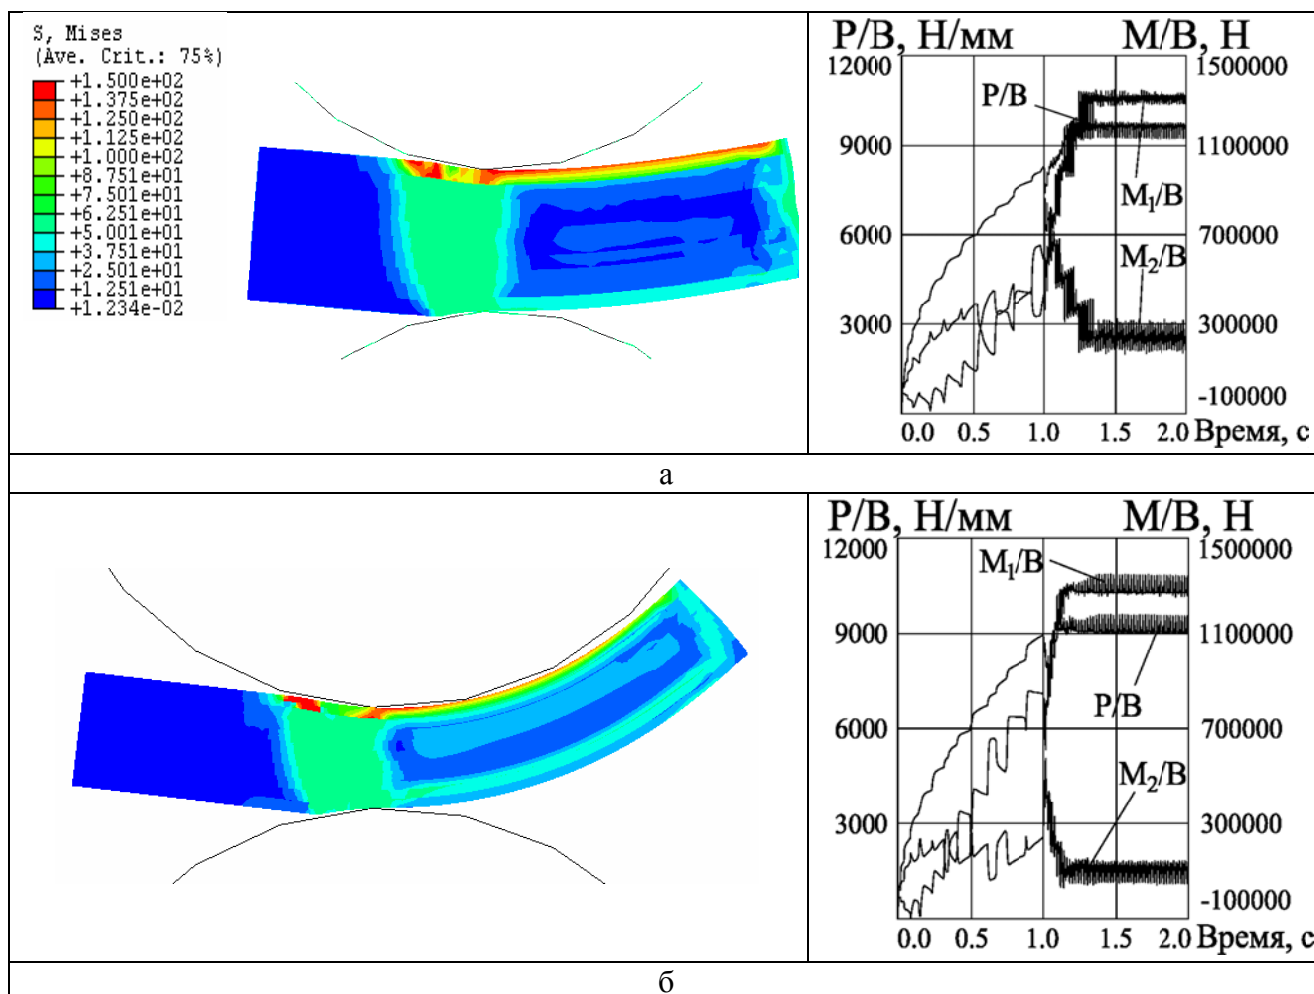 S, Mises
(Ave. Crit.: 75%)
+1.500e+02
+1.375e+02
+1.250e+02
+1.125e+02
+1.000e+02
+8.751e+01
+7.501e+01
+6.251e+01
+5.001e+01
+3.751e+01
+2.501e+01
+1.251e+01
+1.234e-02
P/B, Н/мм M/B, Н
12000 1500000
P/B
9000 1100000
M₁/B
6000 700000
M₂/B
3000 300000
-100000
0.0 0.5 1.0 1.5 2.0 Время, с
а
P/B, Н/мм M/B, Н
12000 1500000
M₁/B
9000 1100000
P/B
6000 700000
M₂/B
3000 300000
-100000
0.0 0.5 1.0 1.5 2.0 Время, с
б